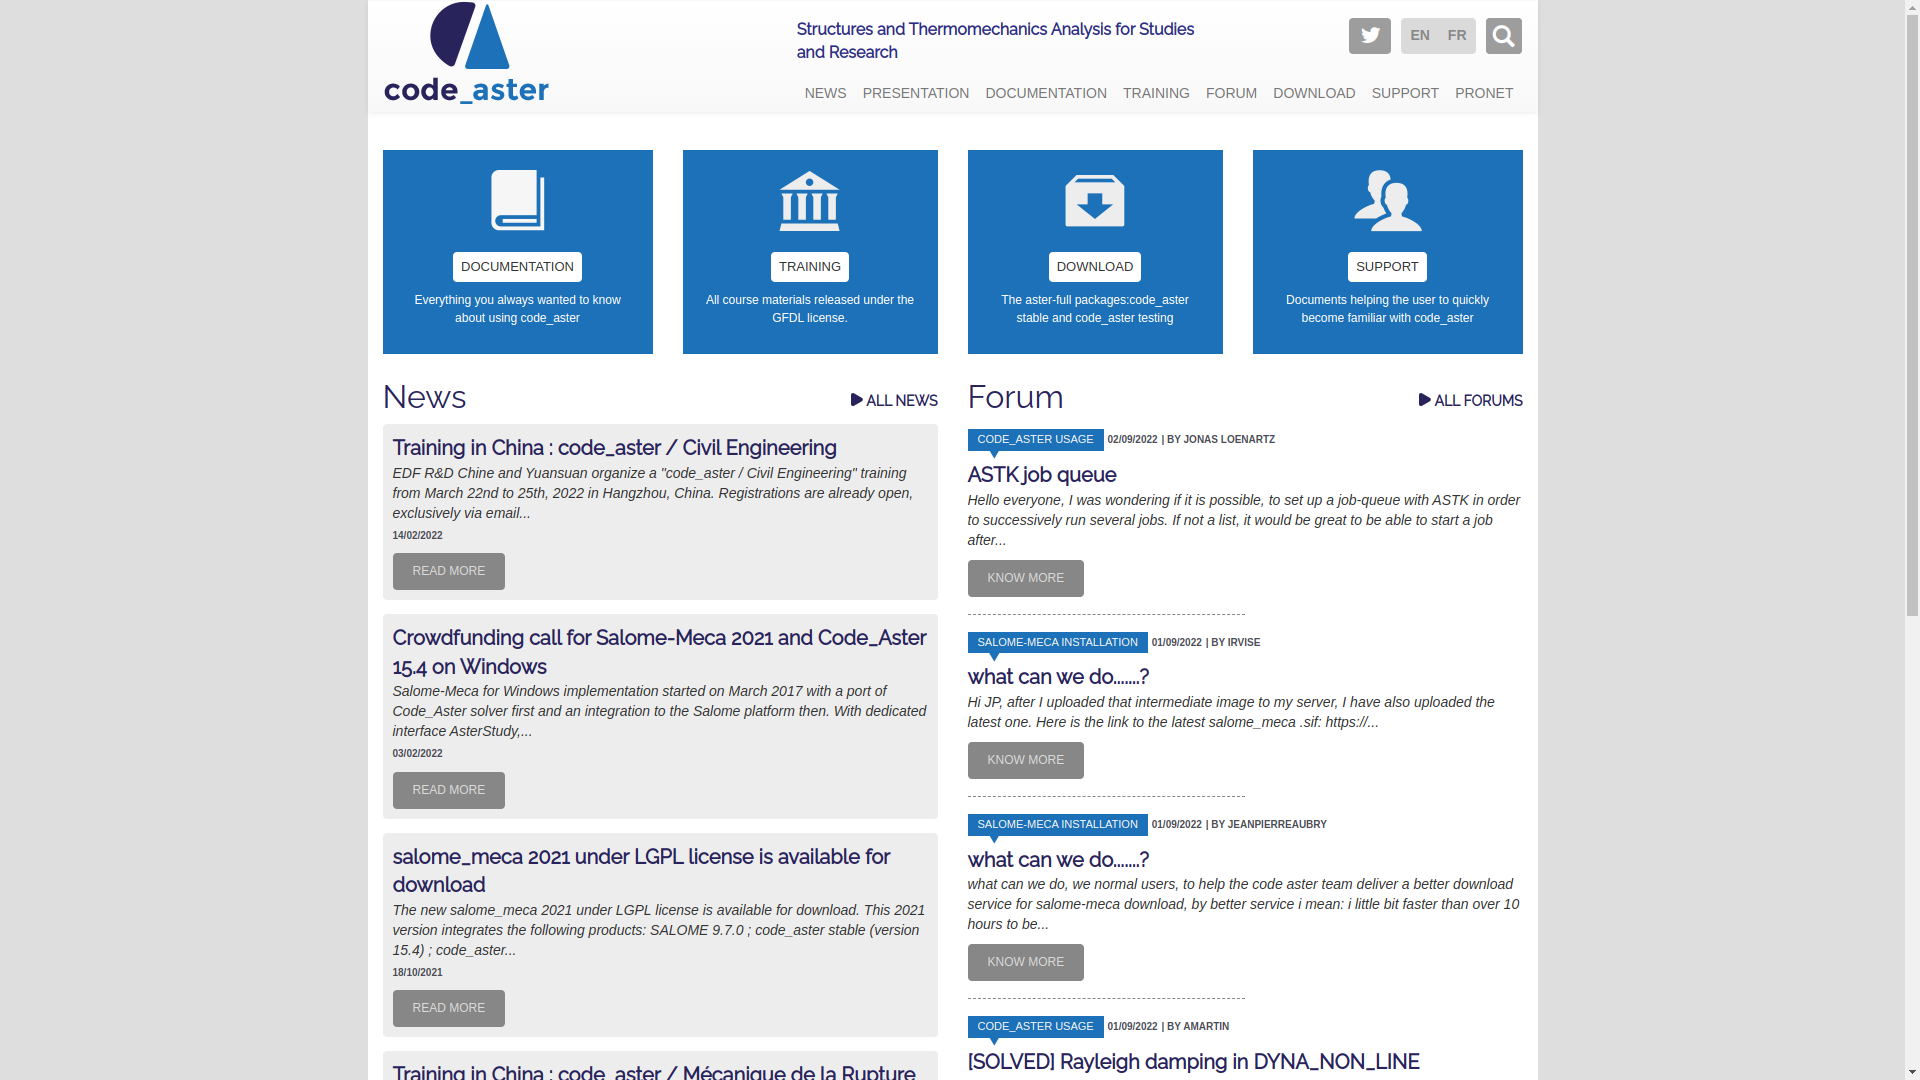 code_aster
Structures and Thermomechanics Analysis for Studies
and Research
EN FR
NEWS PRESENTATION DOCUMENTATION TRAINING FORUM DOWNLOAD SUPPORT PRONET
DOCUMENTATION
Everything you always wanted to know
about using code_aster
TRAINING
All course materials released under the
GFDL license.
DOWNLOAD
The aster-full packages:code_aster
stable and code_aster testing
SUPPORT
Documents helping the user to quickly
become familiar with code_aster
News
ALL NEWS
Training in China : code_aster / Civil Engineering
EDF R&D Chine and Yuansuan organize a "code_aster / Civil Engineering" training
from March 22nd to 25th, 2022 in Hangzhou, China. Registrations are already open,
exclusively via email...
14/02/2022
READ MORE
Crowdfunding call for Salome-Meca 2021 and Code_Aster
15.4 on Windows
Salome-Meca for Windows implementation started on March 2017 with a port of
Code_Aster solver first and an integration to the Salome platform then. With dedicated
interface AsterStudy,...
03/02/2022
READ MORE
salome_meca 2021 under LGPL license is available for
download
The new salome_meca 2021 under LGPL license is available for download. This 2021
version integrates the following products: SALOME 9.7.0 ; code_aster stable (version
15.4) ; code_aster...
18/10/2021
READ MORE
Training in China : code_aster / Mécanique de la Rupture
Forum
ALL FORUMS
CODE_ASTER USAGE 02/09/2022 | BY JONAS LOENARTZ
ASTK job queue
Hello everyone, I was wondering if it is possible, to set up a job-queue with ASTK in order
to successively run several jobs. If not a list, it would be great to be able to start a job
after...
KNOW MORE
SALOME-MECA INSTALLATION 01/09/2022 | BY IRVISE
what can we do.......?
Hi JP, after I uploaded that intermediate image to my server, I have also uploaded the
latest one. Here is the link to the latest salome_meca .sif: https://...
KNOW MORE
SALOME-MECA INSTALLATION 01/09/2022 | BY JEANPIERREAUBRY
what can we do.......?
what can we do, we normal users, to help the code aster team deliver a better download
service for salome-meca download, by better service i mean: i little bit faster than over 10
hours to be...
KNOW MORE
CODE_ASTER USAGE 01/09/2022 | BY AMARTIN
[SOLVED] Rayleigh damping in DYNA_NON_LINE